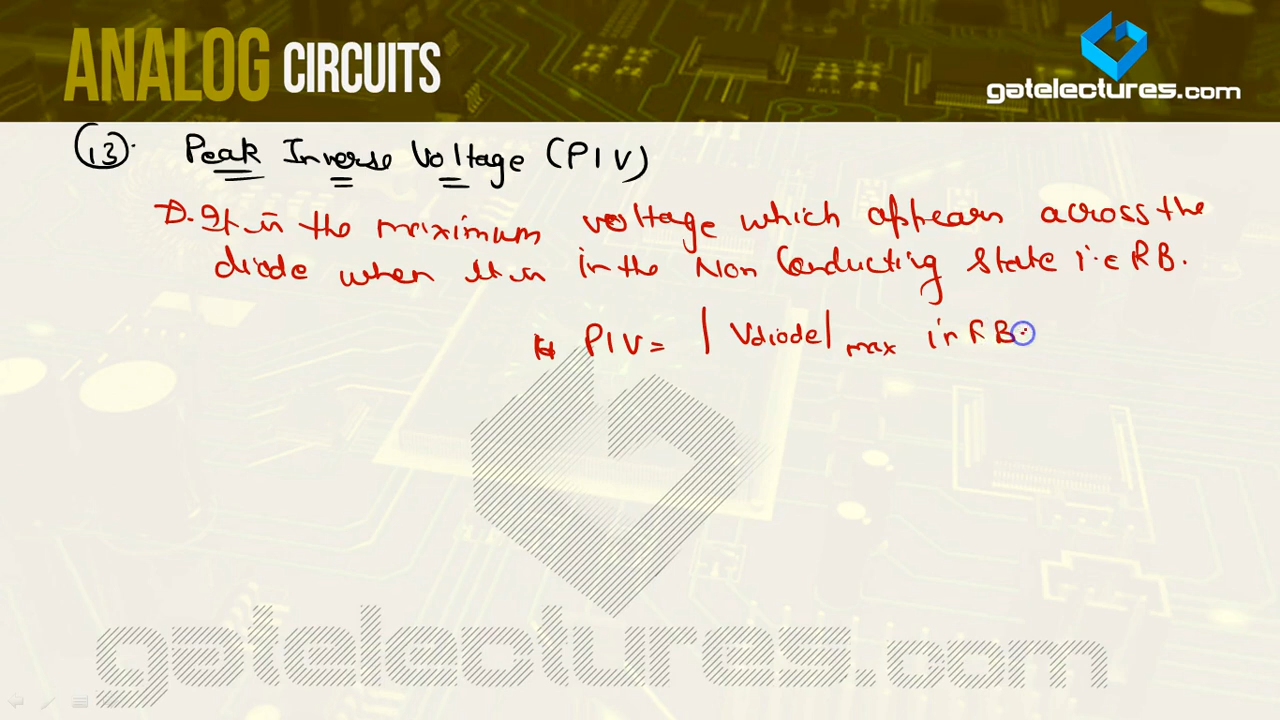 ANALOG CIRCUITS
gatelectures.com
(13). Peak Inverse Voltage (PIV)
D. It is the maximum voltage which appears across the
diode when it is in the Non Conducting State i.e RB.
PIV = | Vdiode| max in RB.
gatelectures.com